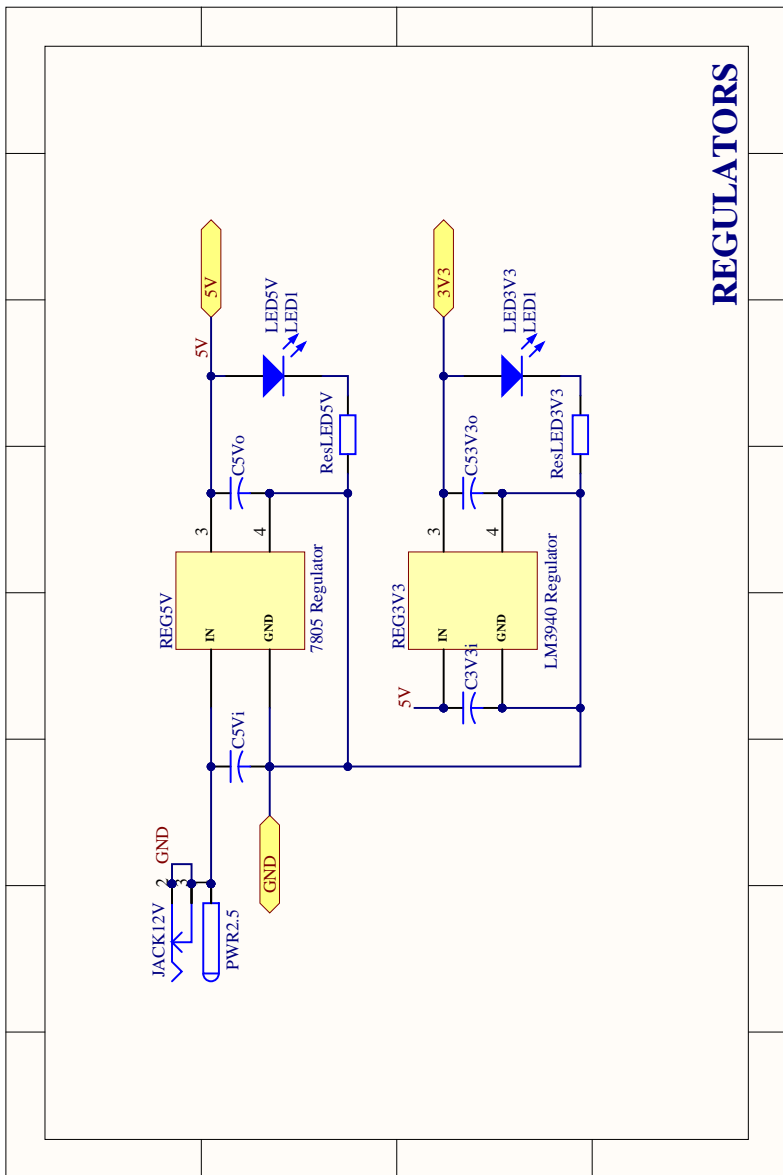 REGULATORS
JACK12V
2
3
GND
PWR2.5
GND
C5Vi
REG5V
IN
GND
7805 Regulator
3
4
C5Vo
5V
5V
LED5V
LED1
ResLED5V
5V
C3V3i
REG3V3
IN
GND
LM3940 Regulator
3
4
C53V3o
3V3
LED3V3
LED1
ResLED3V3